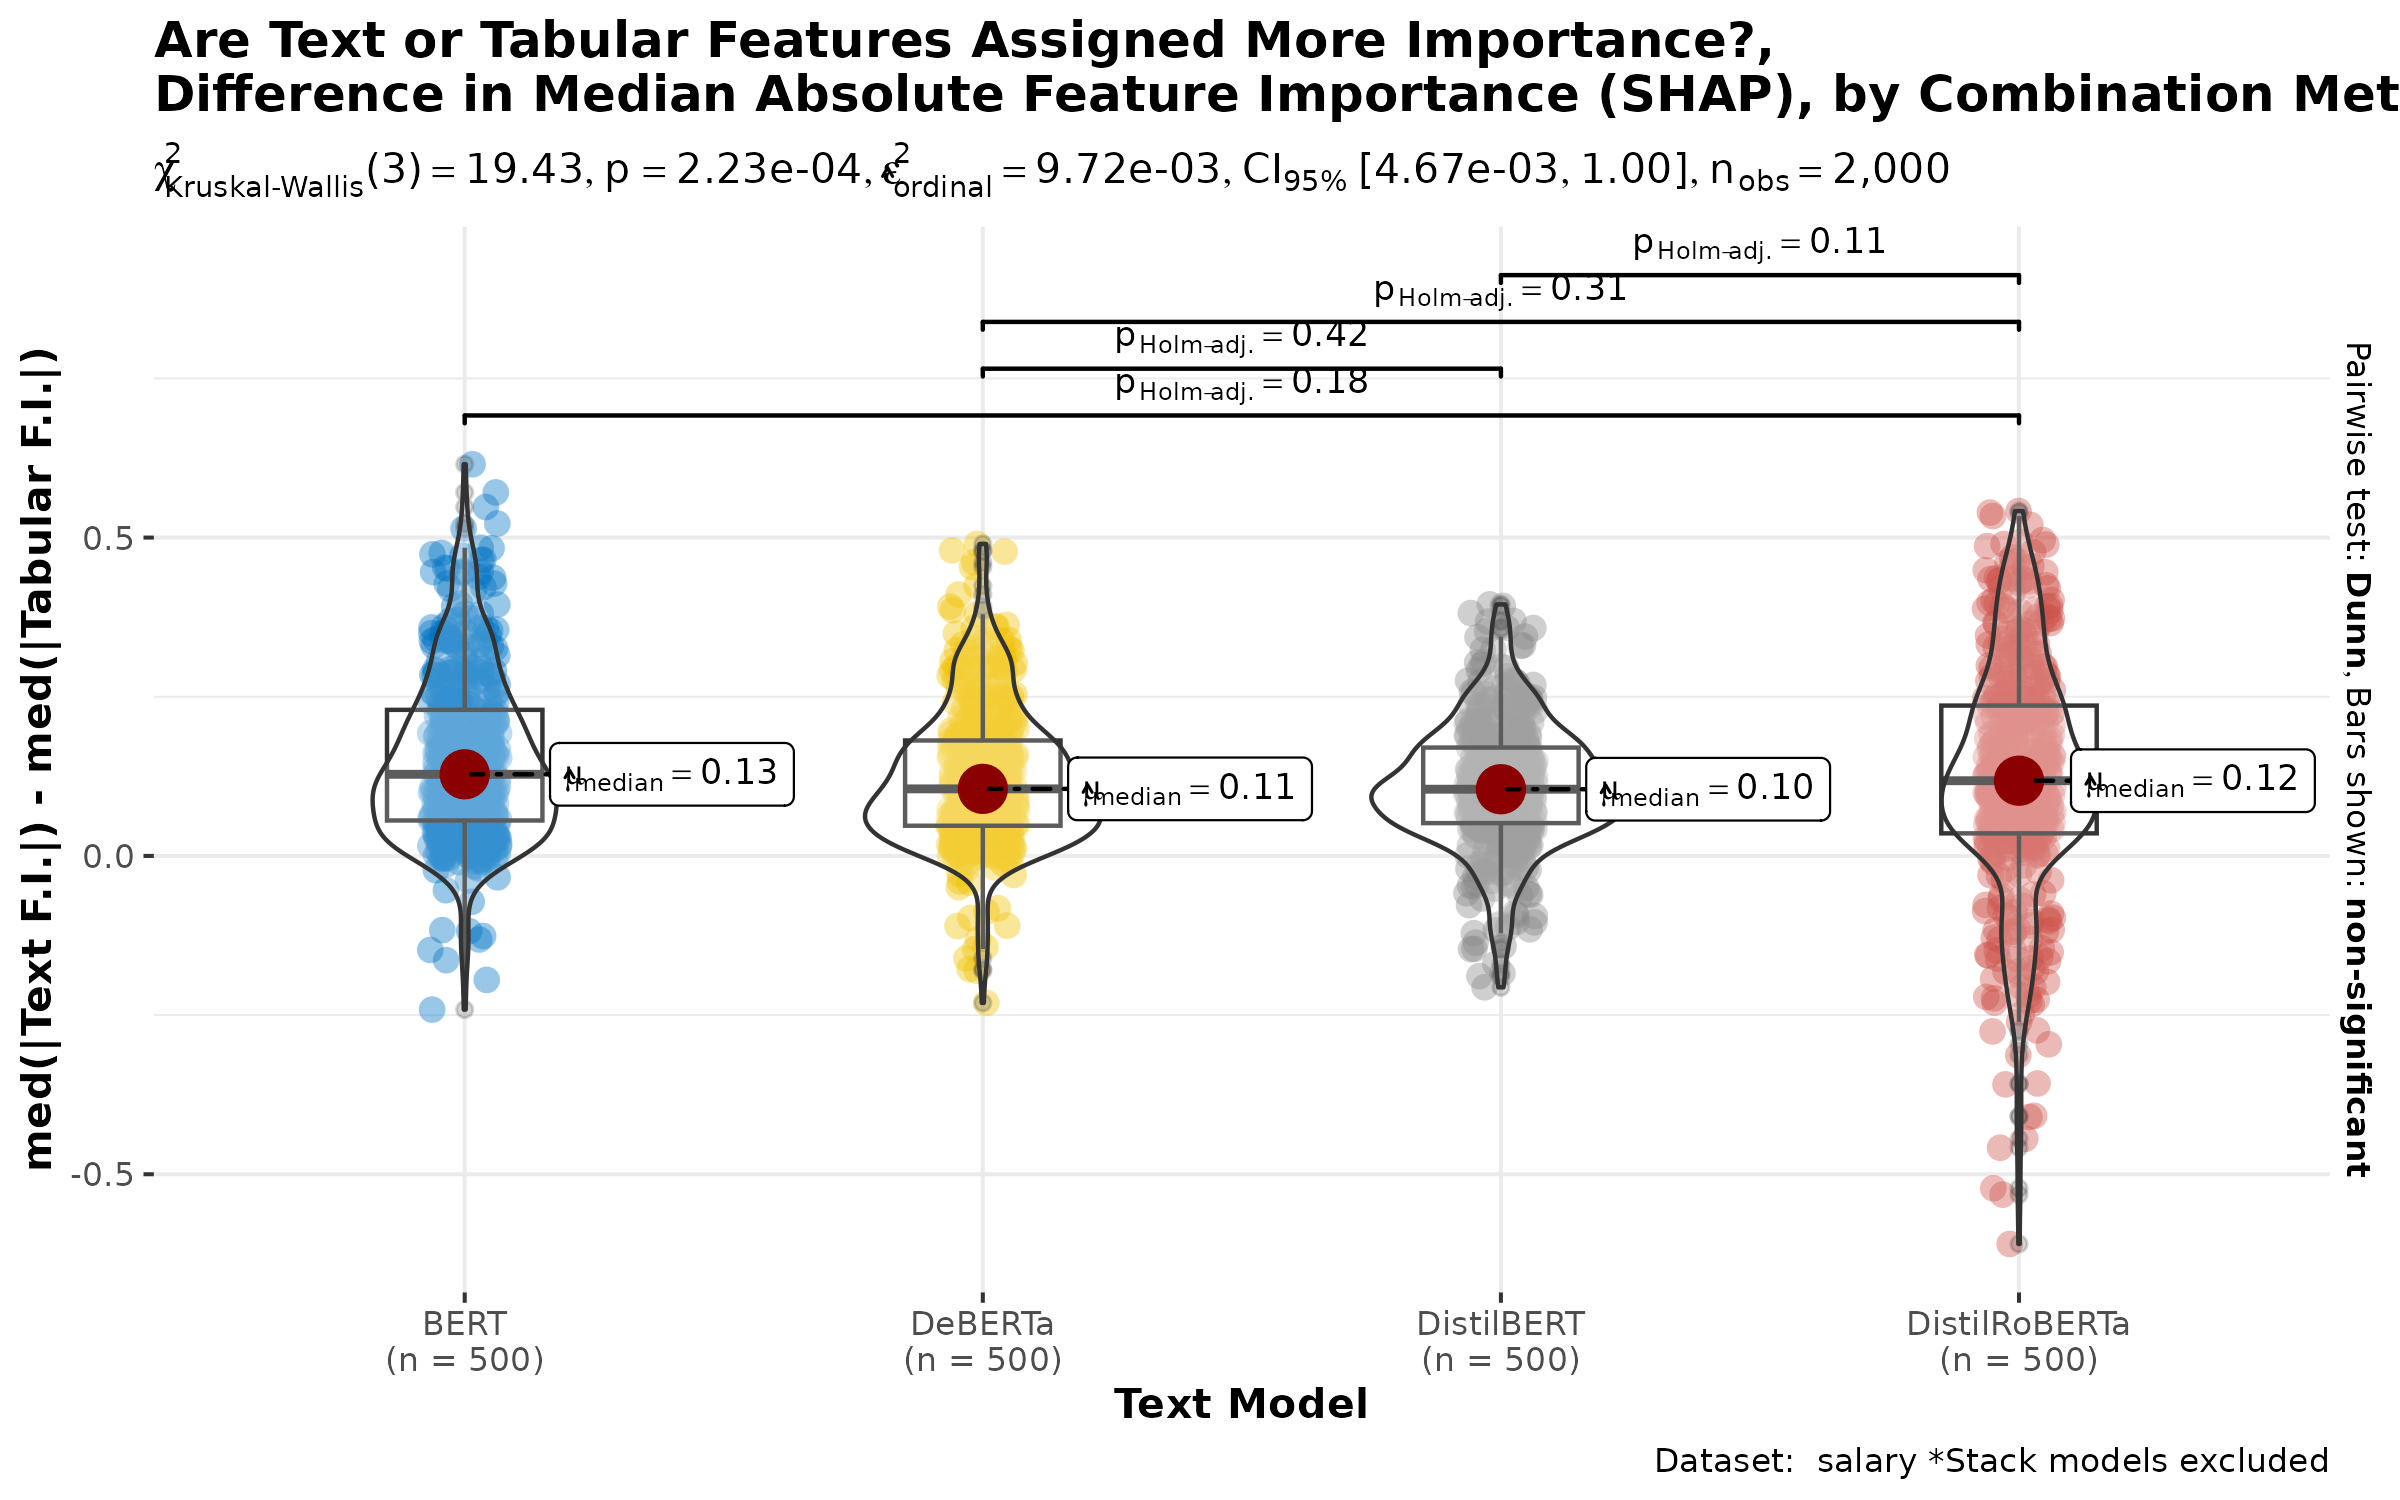 Are Text or Tabular Features Assigned More Importance?,
Difference in Median Absolute Feature Importance (SHAP), by Combination Met
χ²Kruskal-Wallis(3) = 19.43, p = 2.23e-04, ε̂²ordinal = 9.72e-03, CI95% [4.67e-03, 1.00], nobs = 2,000
pHolm-adj. = 0.11
pHolm-adj. = 0.31
pHolm-adj. = 0.42
pHolm-adj. = 0.18
med(|Text F.I.|) - med(|Tabular F.I.|)
0.5
0.0
-0.5
μ̂median = 0.13
μ̂median = 0.11
μ̂median = 0.10
μ̂median = 0.12
Pairwise test: Dunn, Bars shown: non-significant
BERT
(n = 500)
DeBERTa
(n = 500)
DistilBERT
(n = 500)
DistilRoBERTa
(n = 500)
Text Model
Dataset:  salary *Stack models excluded